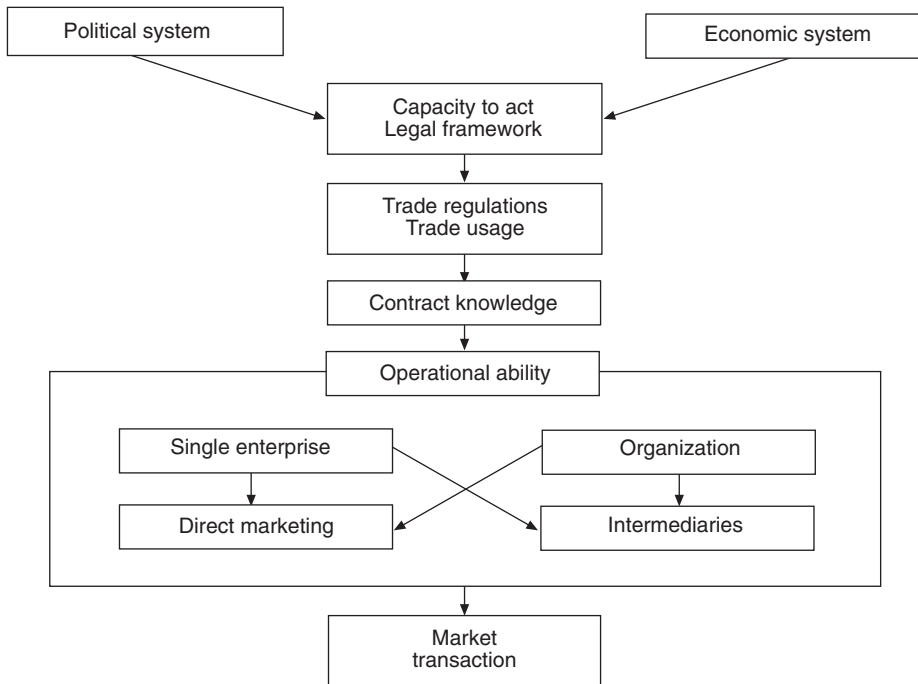 Political system
Economic system
Capacity to act
Legal framework
Trade regulations
Trade usage
Contract knowledge
Operational ability
Single enterprise
Organization
Direct marketing
Intermediaries
Market
transaction